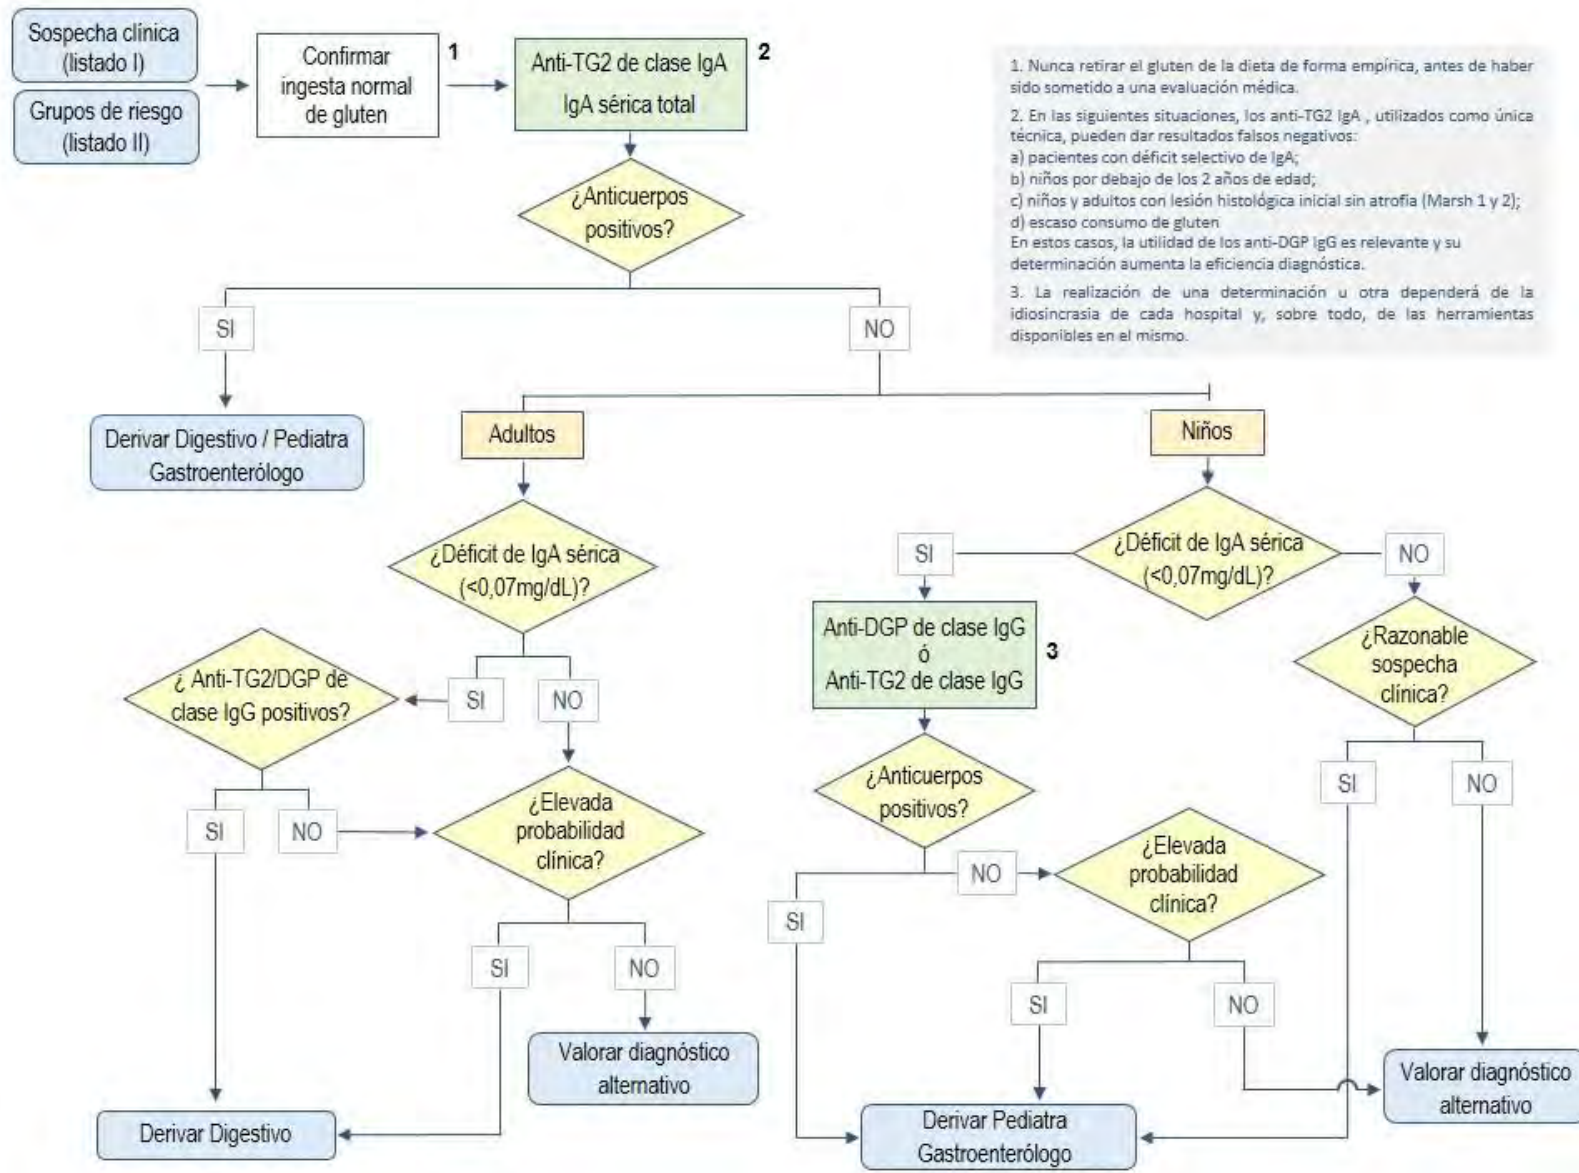 Sospecha clínica
(listado I)
Grupos de riesgo
(listado II)
Confirmar
ingesta normal
de gluten
1
Anti-TG2 de clase IgA
IgA sérica total
2
1. Nunca retirar el gluten de la dieta de forma empírica, antes de haber
sido sometido a una evaluación médica.
2. En las siguientes situaciones, los anti-TG2 IgA , utilizados como única
técnica, pueden dar resultados falsos negativos:
a) pacientes con déficit selectivo de IgA;
b) niños por debajo de los 2 años de edad;
c) niños y adultos con lesión histológica inicial sin atrofia (Marsh 1 y 2);
d) escaso consumo de gluten
En estos casos, la utilidad de los anti-DGP IgG es relevante y su
determinación aumenta la eficiencia diagnóstica.
3. La realización de una determinación u otra dependerá de la
idiosincrasia de cada hospital y, sobre todo, de las herramientas
disponibles en el mismo.
¿Anticuerpos
positivos?
SI
NO
Derivar Digestivo / Pediatra
Gastroenterólogo
Adultos
Niños
¿Déficit de IgA sérica
(<0,07mg/dL)?
SI
NO
¿ Anti-TG2/DGP de
clase IgG positivos?
SI
NO
¿Elevada
probabilidad
clínica?
SI
NO
Valorar diagnóstico
alternativo
Derivar Digestivo
¿Déficit de IgA sérica
(<0,07mg/dL)?
SI
NO
Anti-DGP de clase IgG
ó
Anti-TG2 de clase IgG
3
¿Razonable
sospecha
clínica?
SI
NO
¿Anticuerpos
positivos?
SI
NO
¿Elevada
probabilidad
clínica?
SI
NO
Derivar Pediatra
Gastroenterólogo
Valorar diagnóstico
alternativo